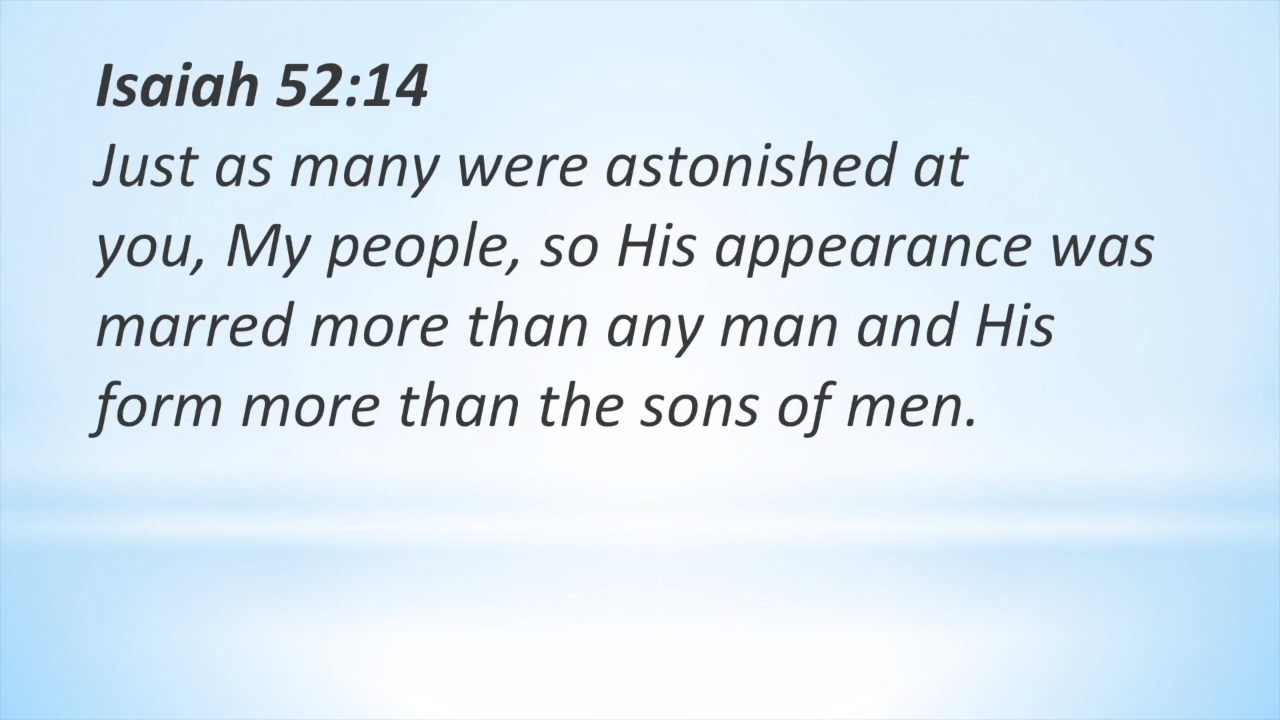 Isaiah 52:14
Just as many were astonished at
you, My people, so His appearance was
marred more than any man and His
form more than the sons of men.